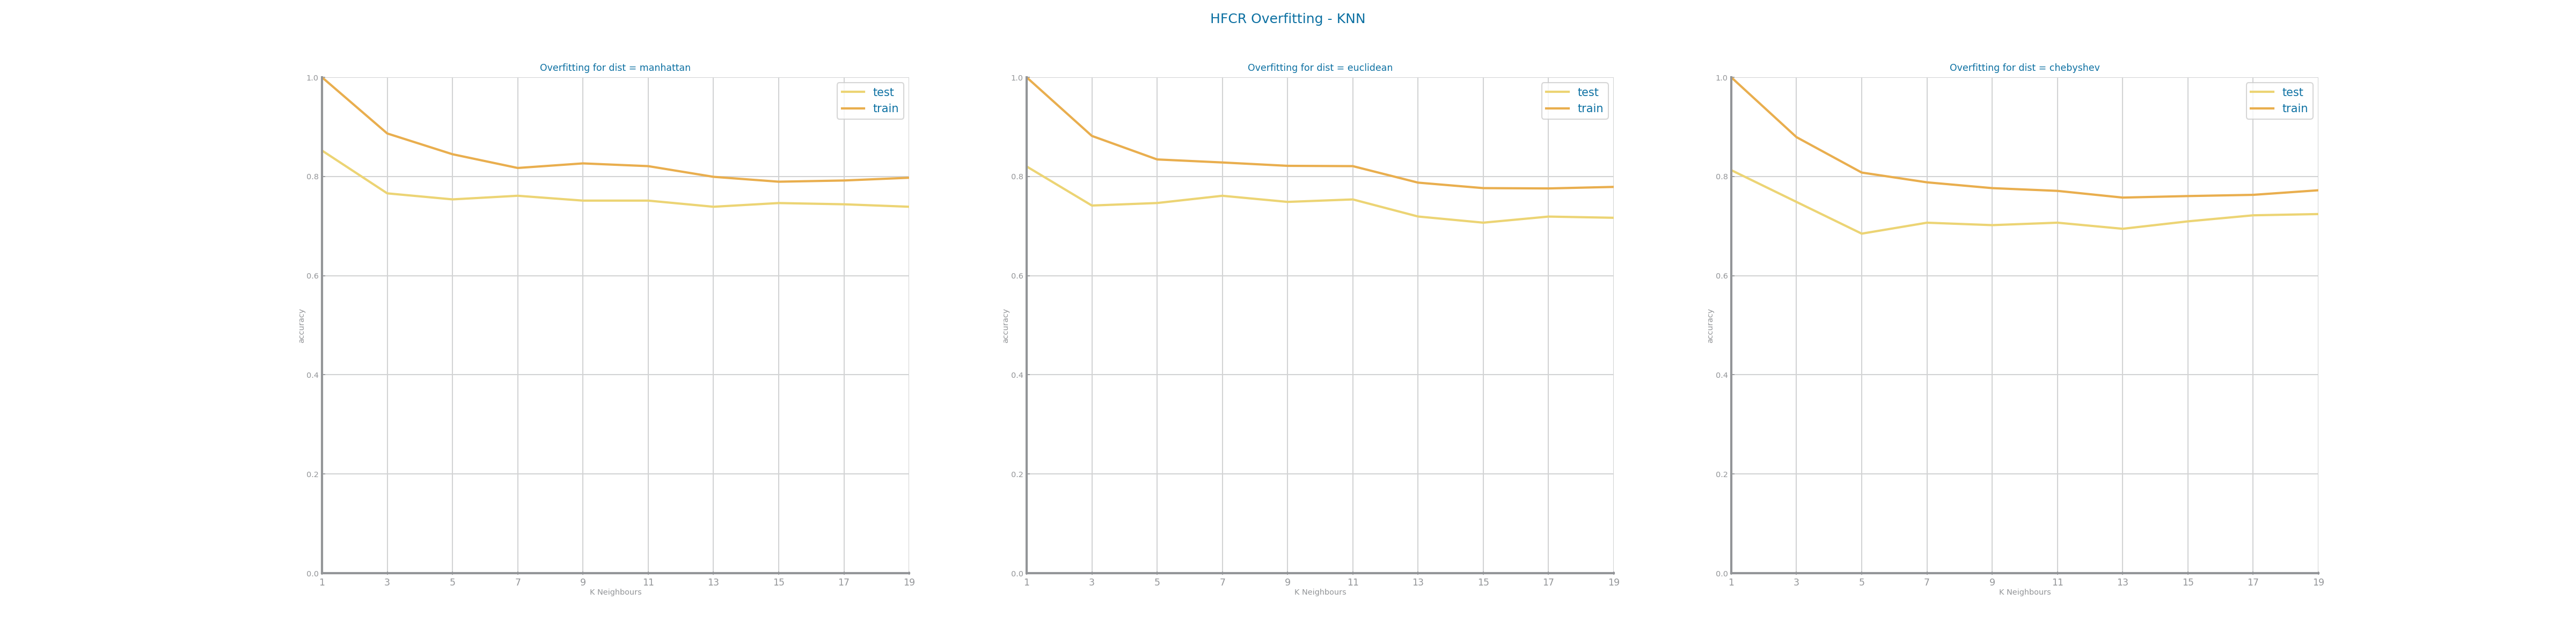 HFCR Overfitting - KNN
Overfitting for dist = manhattan
1.0
0.8
0.6
0.4
0.2
0.0
accuracy
test
train
1 3 5 7 9 11 13 15 17 19
K Neighbours
Overfitting for dist = euclidean
1.0
0.8
0.6
0.4
0.2
0.0
accuracy
test
train
1 3 5 7 9 11 13 15 17 19
K Neighbours
Overfitting for dist = chebyshev
1.0
0.8
0.6
0.4
0.2
0.0
accuracy
test
train
1 3 5 7 9 11 13 15 17 19
K Neighbours